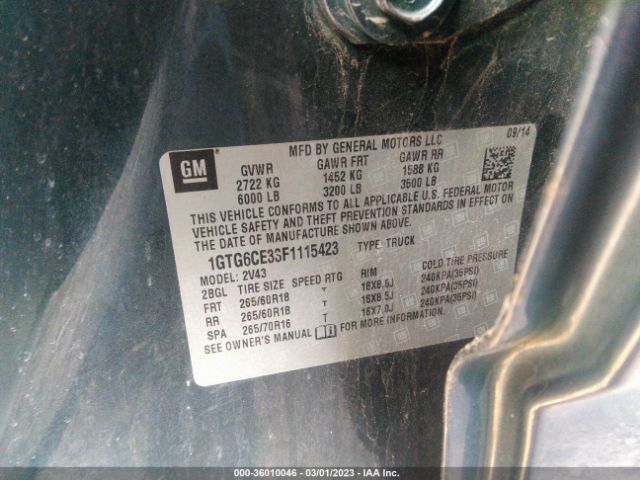 GM
MFD BY GENERAL MOTORS LLC
09/14
GVWR GAWR FRT GAWR RR
2722 KG 1452 KG 1588 KG
6000 LB 3200 LB 3500 LB
THIS VEHICLE CONFORMS TO ALL APPLICABLE U.S. FEDERAL MOTOR
VEHICLE SAFETY AND THEFT PREVENTION STANDARDS IN EFFECT ON
THE DATE OF MANUFACTURE SHOWN ABOVE.
1GTG6CE3SF1115423 TYPE: TRUCK
MODEL: 2V43
2BGL TIRE SIZE SPEED RTG RIM COLD TIRE PRESSURE
FRT 265/60R18 T 18X8.5J 240KPA(35PSI)
RR 265/60R18 T 18X8.5J 240KPA(35PSI)
SPA 265/70R16 T 16X7.0J 240KPA(35PSI)
SEE OWNER'S MANUAL FOR MORE INFORMATION.
000-36010046 — 03/01/2023 — IAA Inc.